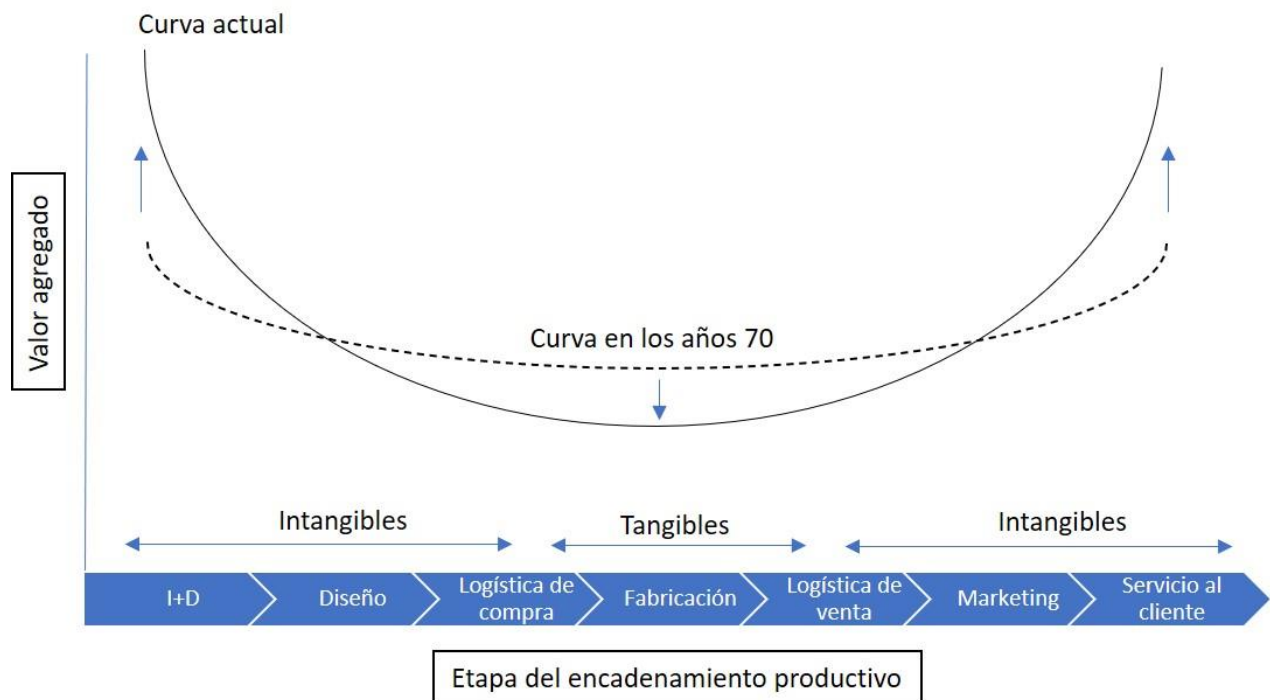 Curva actual
Valor agregado
Curva en los años 70
Intangibles
Tangibles
Intangibles
I+D
Diseño
Logística de
compra
Fabricación
Logística de
venta
Marketing
Servicio al
cliente
Etapa del encadenamiento productivo